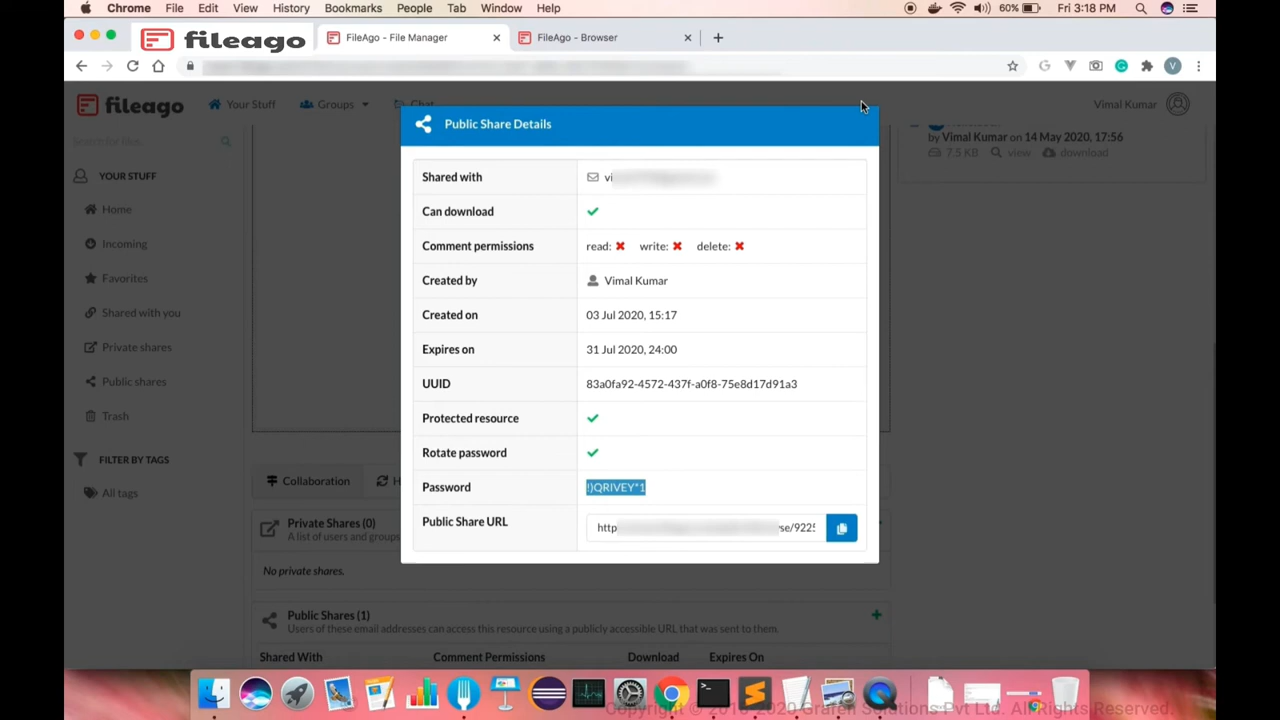 Chrome File Edit View History Bookmarks People Tab Window Help 60% Fri 3:18 PM
fileago FileAgo - File Manager FileAgo - Browser
V
fileago Your Stuff Groups Chat Vimal Kumar
Search for files..
YOUR STUFF
Home
Incoming
Favorites
Shared with you
Private shares
Public shares
Trash
FILTER BY TAGS
All tags
by Vimal Kumar on 14 May 2020, 17:56
7.5 KB view download
Public Share Details
Shared with vi
Can download
Comment permissions read: write: delete:
Created by Vimal Kumar
Created on 03 Jul 2020, 15:17
Expires on 31 Jul 2020, 24:00
UUID 83a0fa92-4572-437f-a0f8-75e8d17d91a3
Protected resource
Rotate password
Password !)QRIVEY*1
Public Share URL http se/9225
Collaboration
Private Shares (0)
A list of users and groups
No private shares.
Public Shares (1)
Users of these email addresses can access this resource using a publicly accessible URL that was sent to them.
Shared With Comment Permissions Download Expires On
Copyright © 2016-2020 Grafeli Solutions Pvt Ltd. All Rights Reserved.